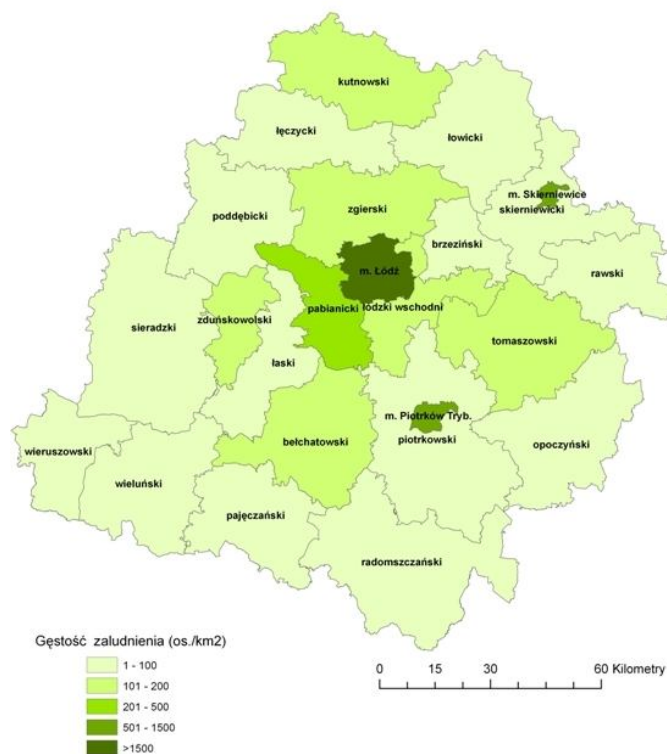 kutnowski
łęczycki
łowicki
m. Skierniewice
skierniewicki
poddębicki
zgierski
brzeziński
m. Łódź
rawski
pabianicki
łódzki wschodni
sieradzki
zduńskowolski
tomaszowski
łaski
m. Piotrków Tryb.
piotrkowski
bełchatowski
opoczyński
wieruszowski
wieluński
pajęczański
radomszczański
Gęstość zaludnienia (os./km2)
1 - 100
101 - 200
201 - 500
501 - 1500
>1500
0 15 30 60 Kilometry